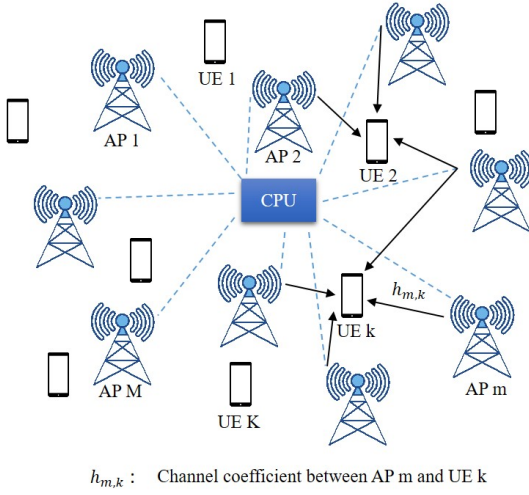 UE 1
AP 1
AP 2
UE 2
CPU
h_{m,k}
UE k
AP M
AP m
UE K
h_{m,k} : Channel coefficient between AP m and UE k